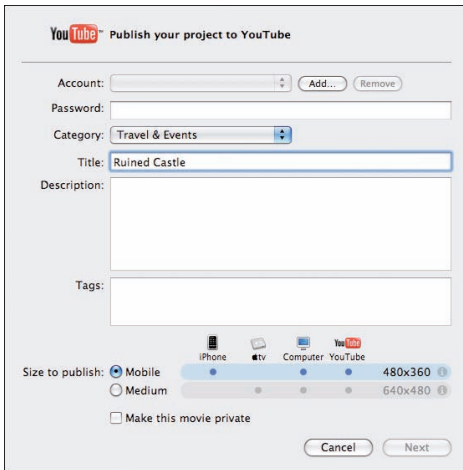 YouTube™ Publish your project to YouTube
Account: Add... Remove
Password:
Category: Travel & Events
Title: Ruined Castle
Description:
Tags:
iPhone tv Computer YouTube
Size to publish: Mobile 480x360
Medium 640x480
Make this movie private
Cancel Next